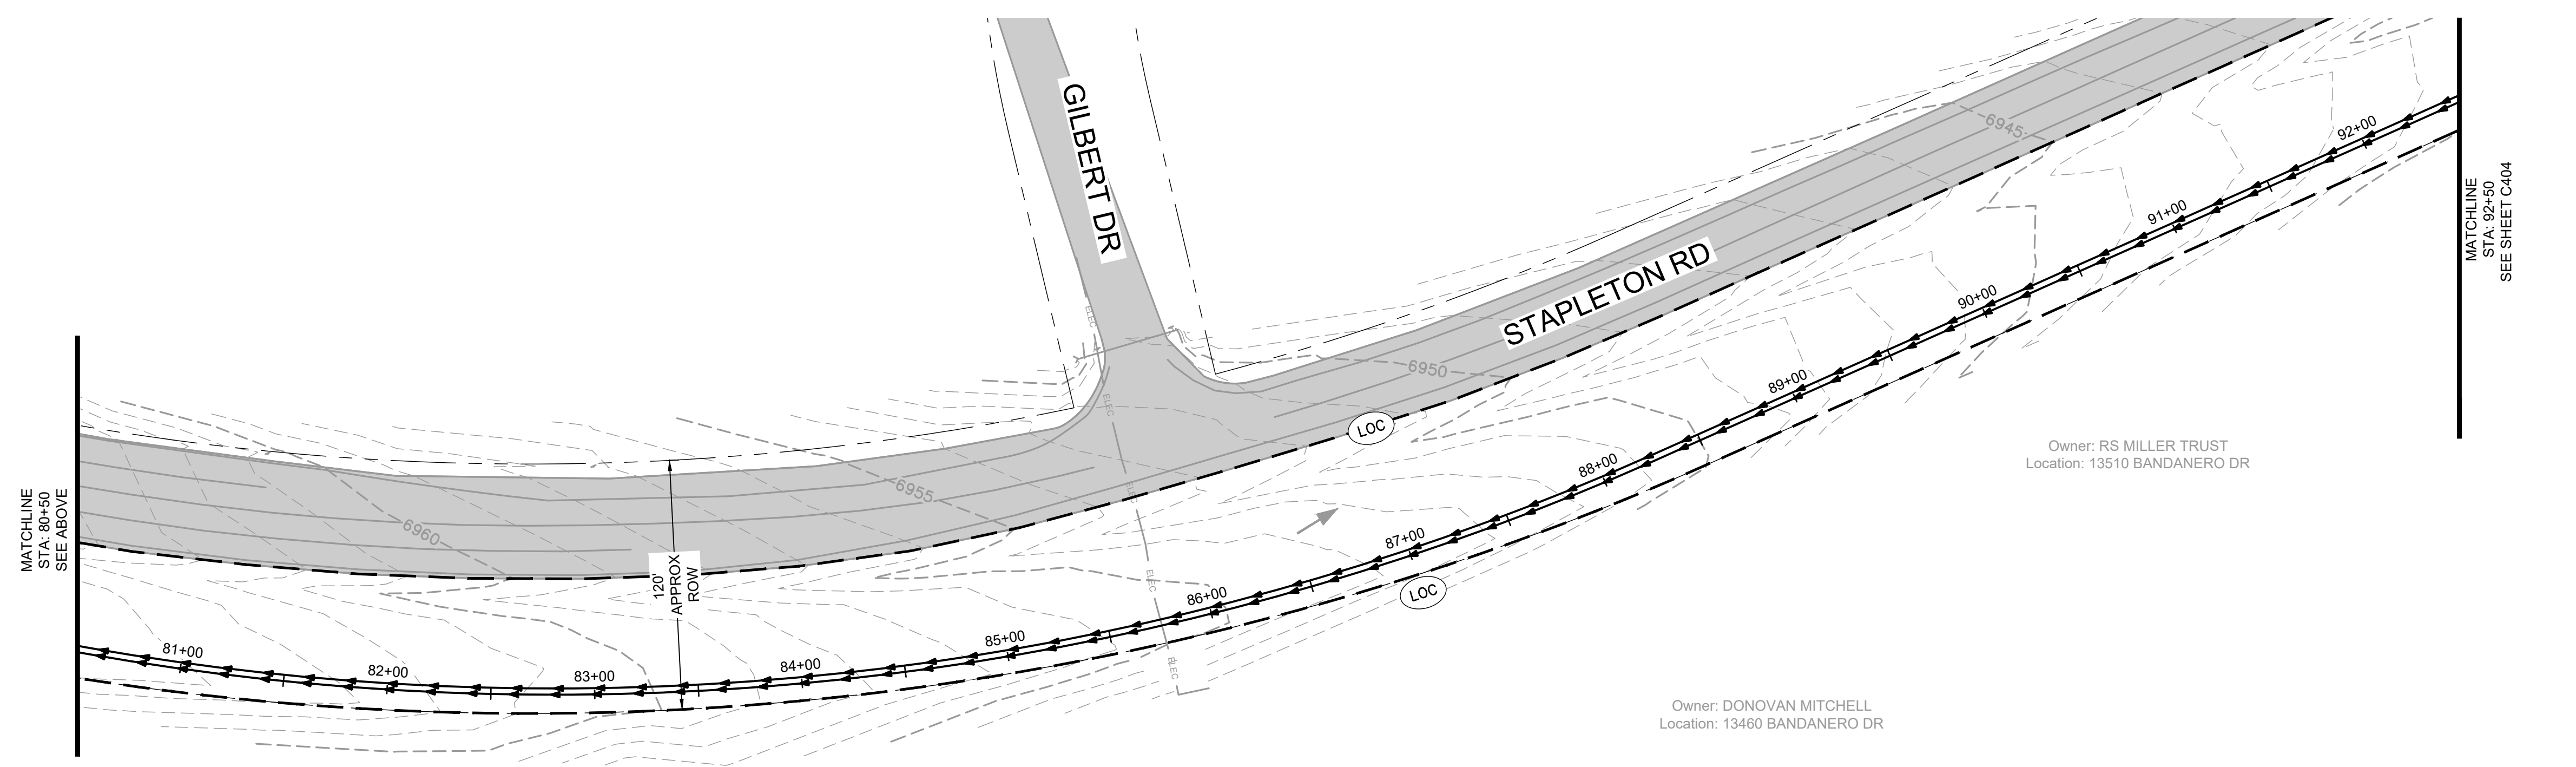 GILBERT DR
STAPLETON RD
6945
6950
6955
6960
ELEC
ELEC
ELEC
ELEC
ELEC
LOC
LOC
120'
APPROX
ROW
81+00
82+00
83+00
84+00
85+00
86+00
87+00
88+00
89+00
90+00
91+00
92+00
MATCHLINE
STA: 80+50
SEE ABOVE
MATCHLINE
STA: 92+50
SEE SHEET C404
Owner: RS MILLER TRUST
Location: 13510 BANDANERO DR
Owner: DONOVAN MITCHELL
Location: 13460 BANDANERO DR